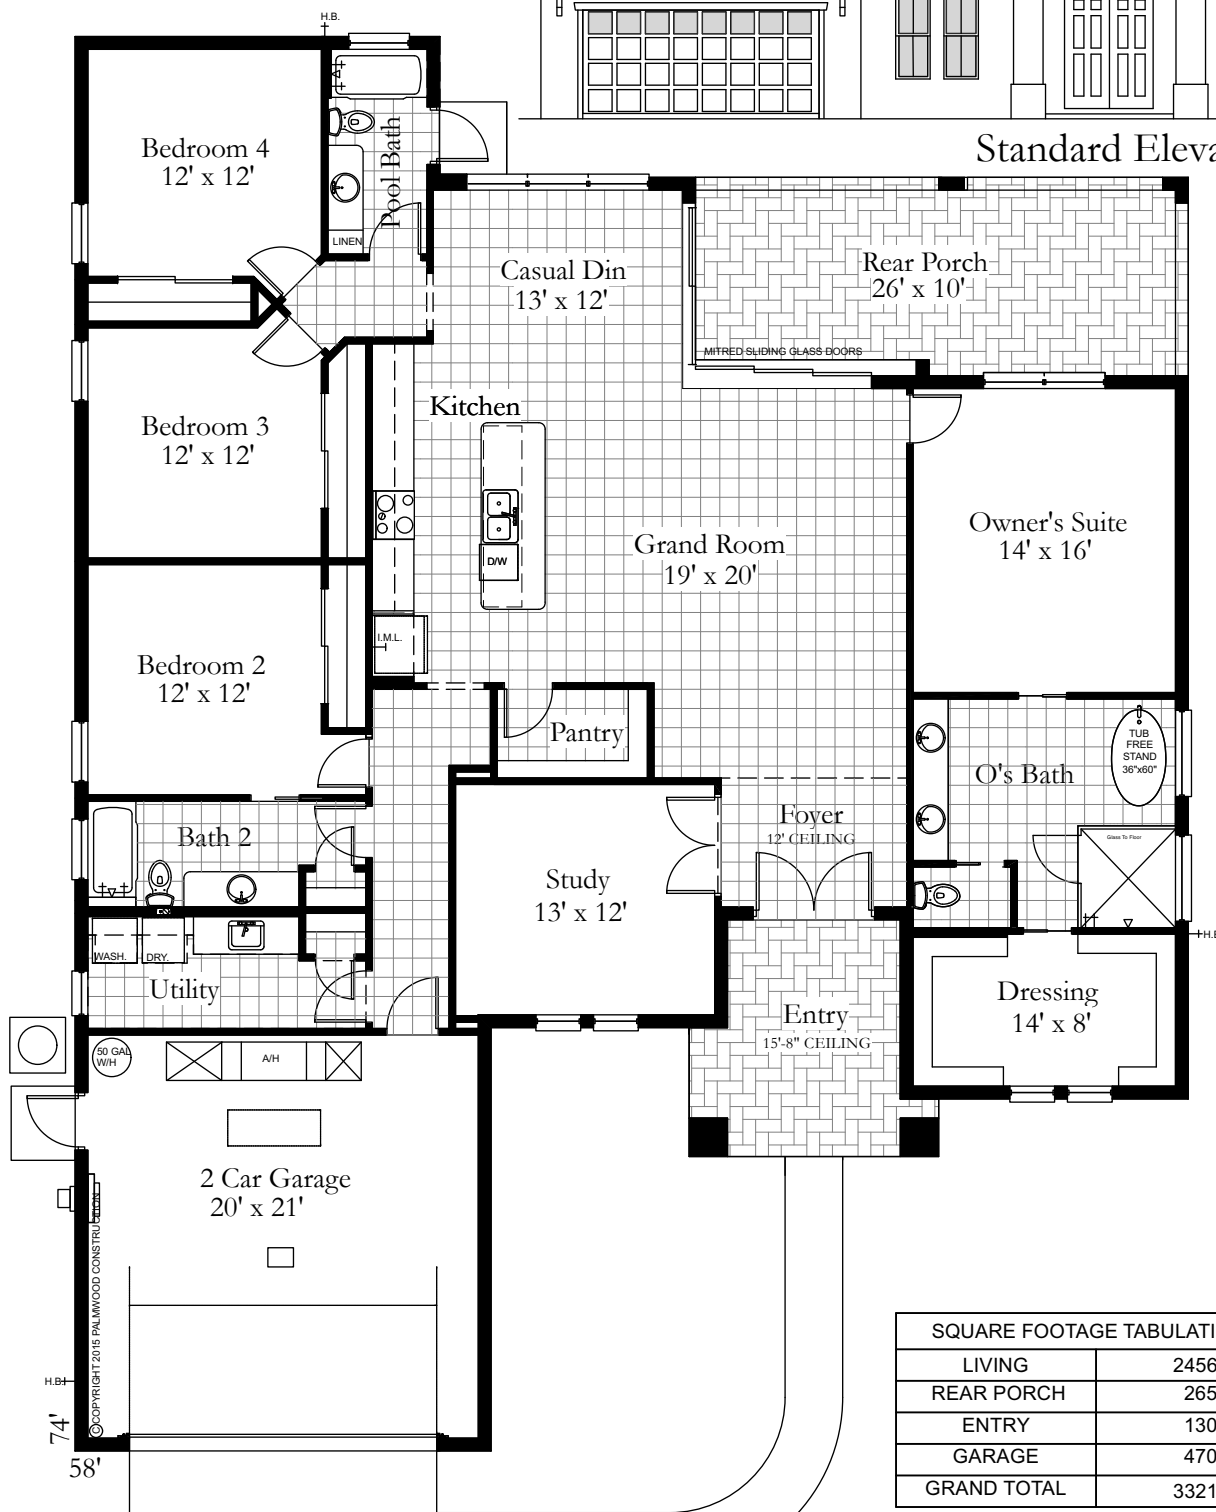 H.B.
Standard Eleva
Bedroom 4
12' x 12'
Pool Bath
LINEN
Casual Din
13' x 12'
Rear Porch
26' x 10'
MITRED SLIDING GLASS DOORS
Kitchen
Bedroom 3
12' x 12'
D/W
Grand Room
19' x 20'
Owner's Suite
14' x 16'
I.M.L.
Bedroom 2
12' x 12'
Pantry
TUB
FREE
STAND
36"x60"
O's Bath
Bath 2
Foyer
12' CEILING
Glass To Floor
Study
13' x 12'
WASH.
DRY.
Utility
H.B
Dressing
14' x 8'
Entry
15'-8" CEILING
50 GAL
W/H
A/H
2 Car Garage
20' x 21'
©COPYRIGHT 2015 PALMWOOD CONSTRUCTION
H.B.
74'
58'
SQUARE FOOTAGE TABULATI
LIVING 2456
REAR PORCH 265
ENTRY 130
GARAGE 470
GRAND TOTAL 3321